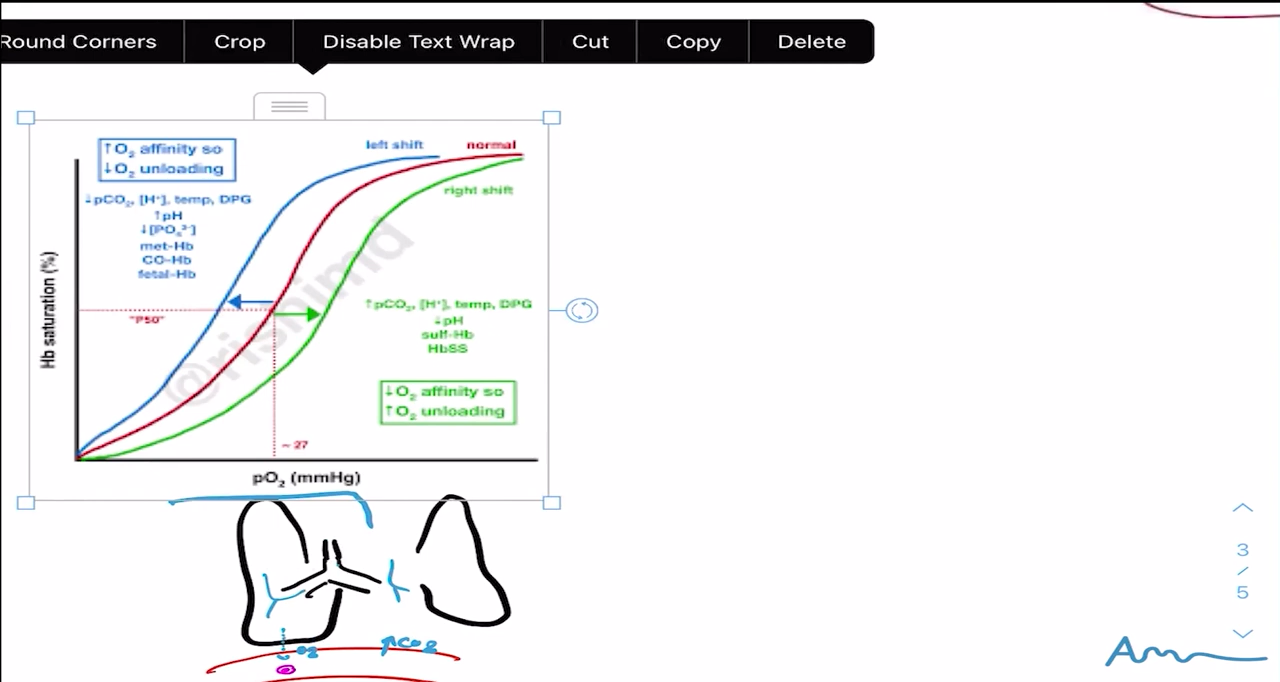 Round Corners
Crop
Disable Text Wrap
Cut
Copy
Delete
↑O₂ affinity so
↓O₂ unloading
left shift
normal
right shift
↓pCO₂, [H⁺], temp, DPG
↑pH
↓[PO₄³⁻]
met-Hb
CO-Hb
fetal-Hb
@rishimd
Hb saturation (%)
"P50"
↑pCO₂, [H⁺], temp, DPG
↓pH
sulf-Hb
HbSS
↓O₂ affinity so
↑O₂ unloading
~ 27
pO₂ (mmHg)
O2
↑CO2
3
/
5